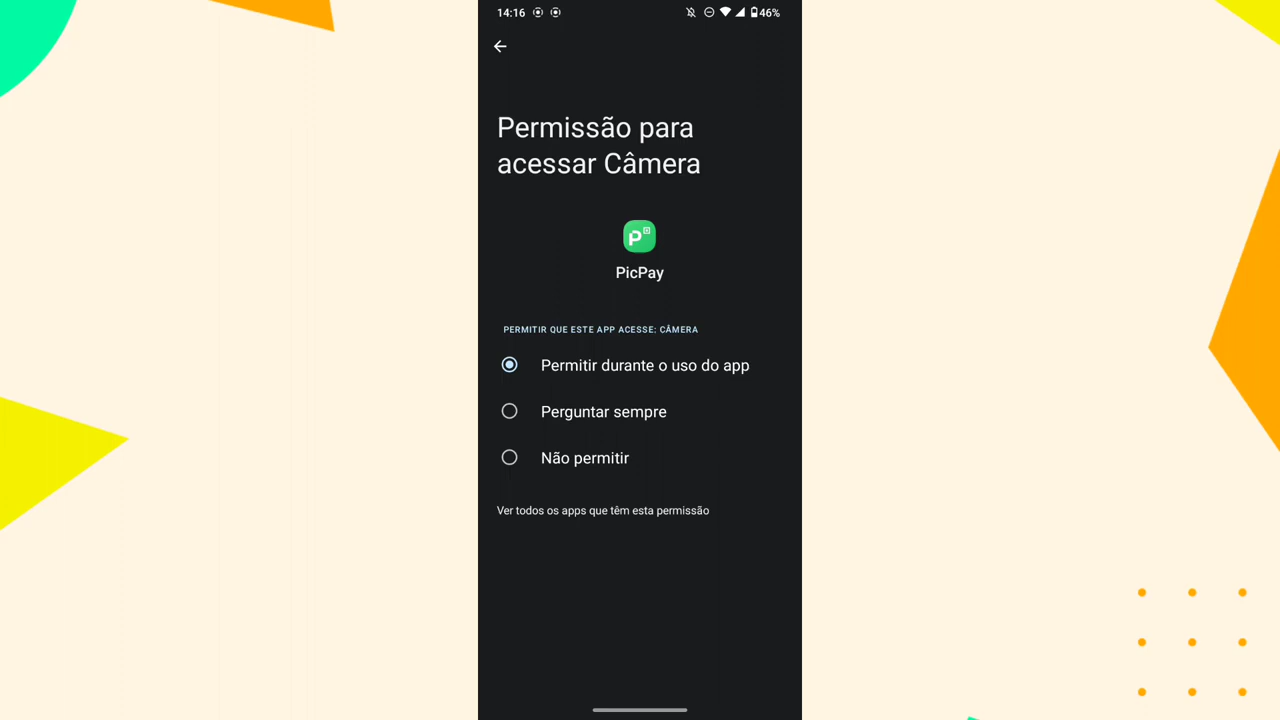 14:16
46%
Permissão para
acessar Câmera
PicPay
PERMITIR QUE ESTE APP ACESSE: CÂMERA
Permitir durante o uso do app
Perguntar sempre
Não permitir
Ver todos os apps que têm esta permissão